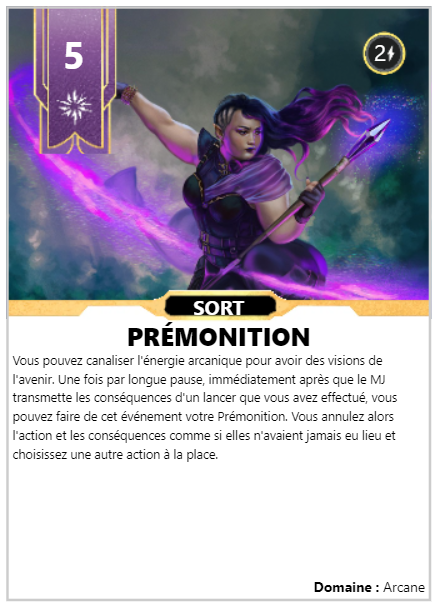 5
2
SORT
PRÉMONITION
Vous pouvez canaliser l'énergie arcanique pour avoir des visions de
l'avenir. Une fois par longue pause, immédiatement après que le MJ
transmette les conséquences d'un lancer que vous avez effectué, vous
pouvez faire de cet événement votre Prémonition. Vous annulez alors
l'action et les conséquences comme si elles n'avaient jamais eu lieu et
choisissez une autre action à la place.
Domaine : Arcane